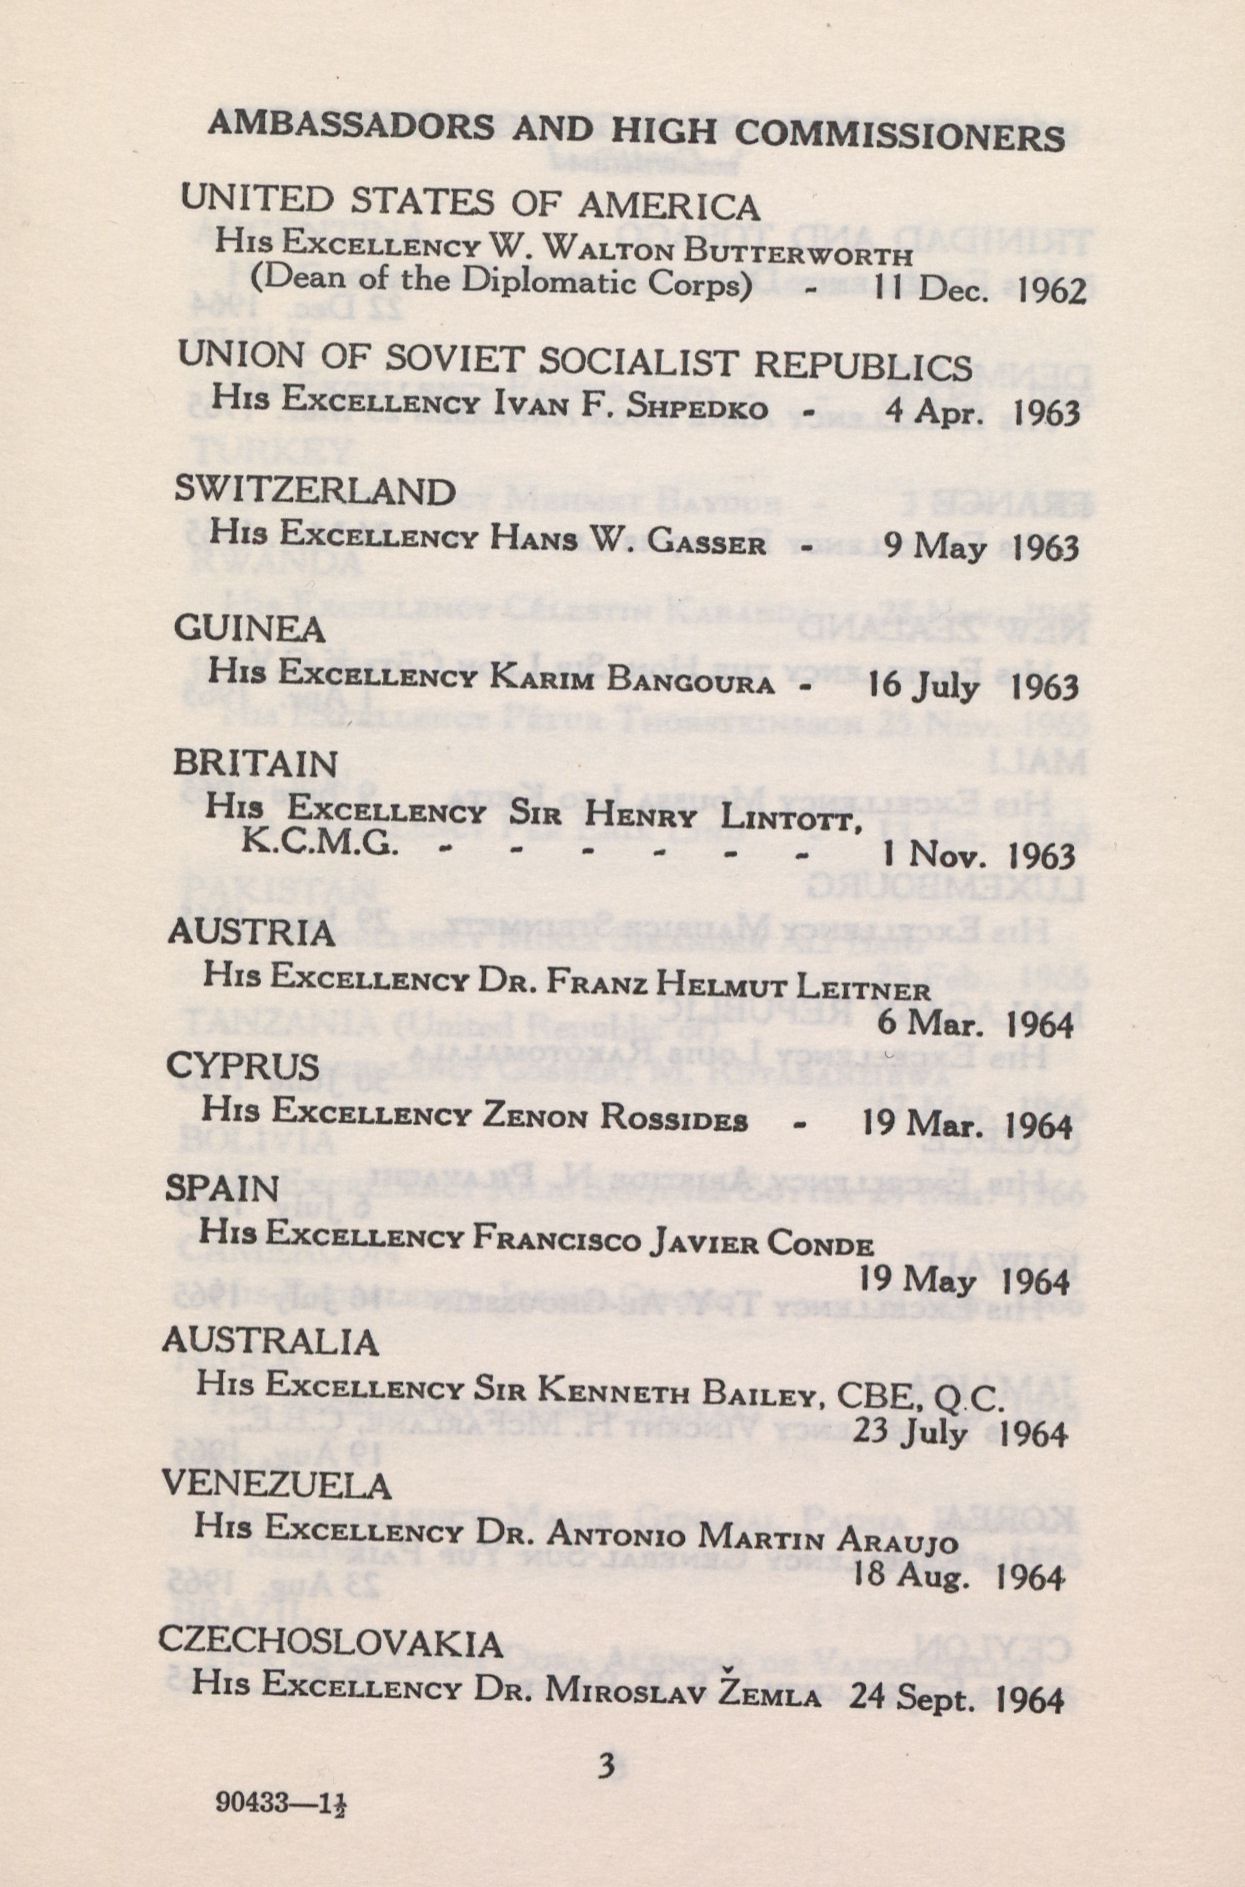 AMBASSADORS AND HIGH COMMISSIONERS
UNITED STATES OF AMERICA
HIS EXCELLENCY W. WALTON BUTTERWORTH
(Dean of the Diplomatic Corps) - 11 Dec. 1962
UNION OF SOVIET SOCIALIST REPUBLICS
HIS EXCELLENCY IVAN F. SHPEDKO - 4 Apr. 1963
SWITZERLAND
HIS EXCELLENCY HANS W. GASSER - 9 May 1963
GUINEA
HIS EXCELLENCY KARIM BANGOURA - 16 July 1963
BRITAIN
HIS EXCELLENCY SIR HENRY LINTOTT,
K.C.M.G. - - - - - - 1 Nov. 1963
AUSTRIA
HIS EXCELLENCY DR. FRANZ HELMUT LEITNER
6 Mar. 1964
CYPRUS
HIS EXCELLENCY ZENON ROSSIDES - 19 Mar. 1964
SPAIN
HIS EXCELLENCY FRANCISCO JAVIER CONDE
19 May 1964
AUSTRALIA
HIS EXCELLENCY SIR KENNETH BAILEY, CBE, Q.C.
23 July 1964
VENEZUELA
HIS EXCELLENCY DR. ANTONIO MARTIN ARAUJO
18 Aug. 1964
CZECHOSLOVAKIA
HIS EXCELLENCY DR. MIROSLAV ŽEMLA 24 Sept. 1964
3
90433—1½